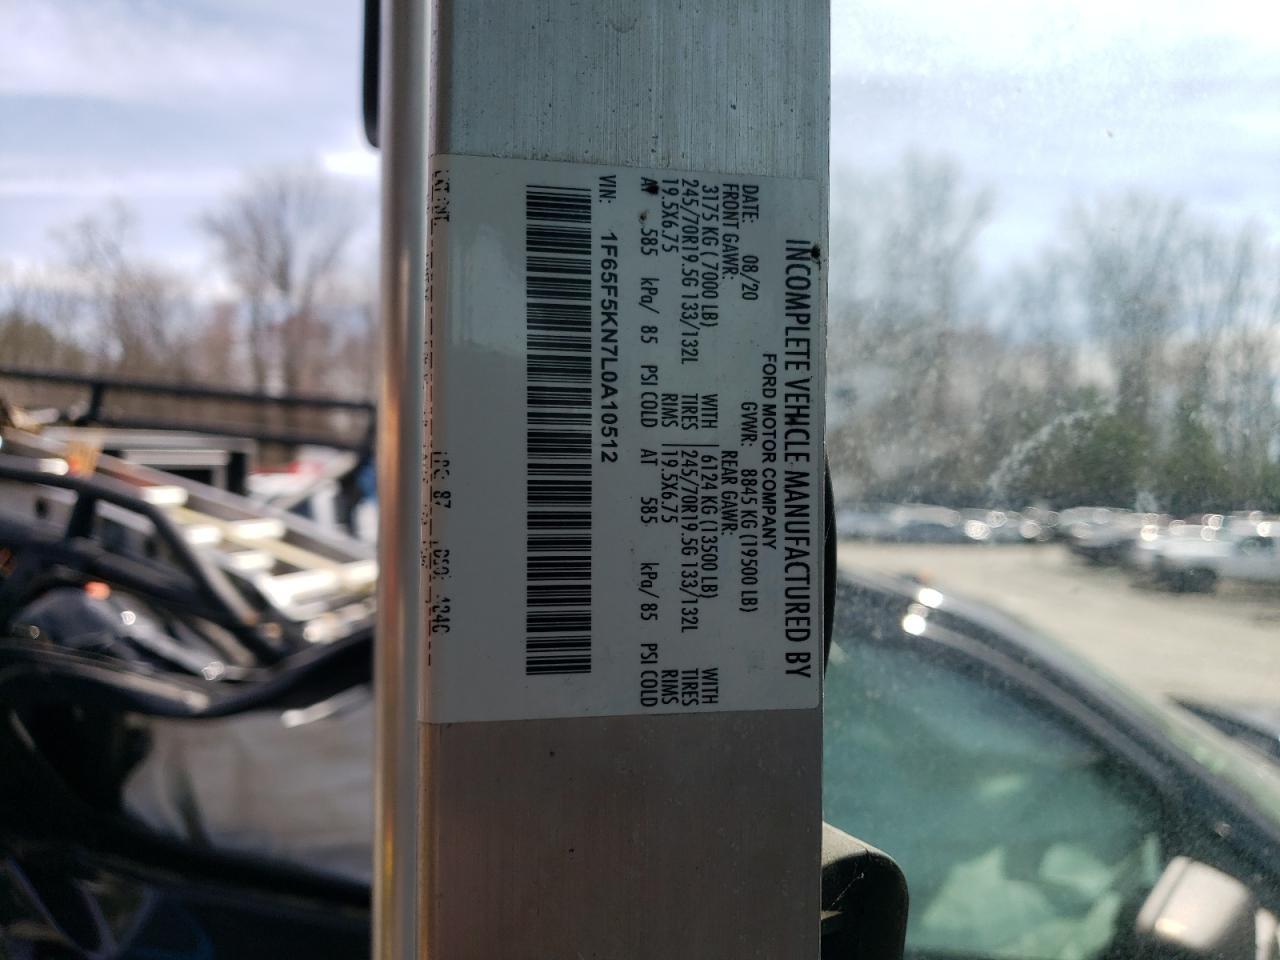 INCOMPLETE VEHICLE MANUFACTURED BY
FORD MOTOR COMPANY
DATE: 08/20 GVWR: 8845 KG (19500 LB)
FRONT GAWR: REAR GAWR:
3175 KG (7000 LB) WITH 6124 KG (13500 LB) WITH
245/70R19.5G 133/132L TIRES 245/70R19.5G 133/132L TIRES
19.5X6.75 RIMS 19.5X6.75 RIMS
AT 585 kPa/ 85 PSI COLD AT 585 kPa/ 85 PSI COLD
VIN: 1F65F5KN7L0A10512